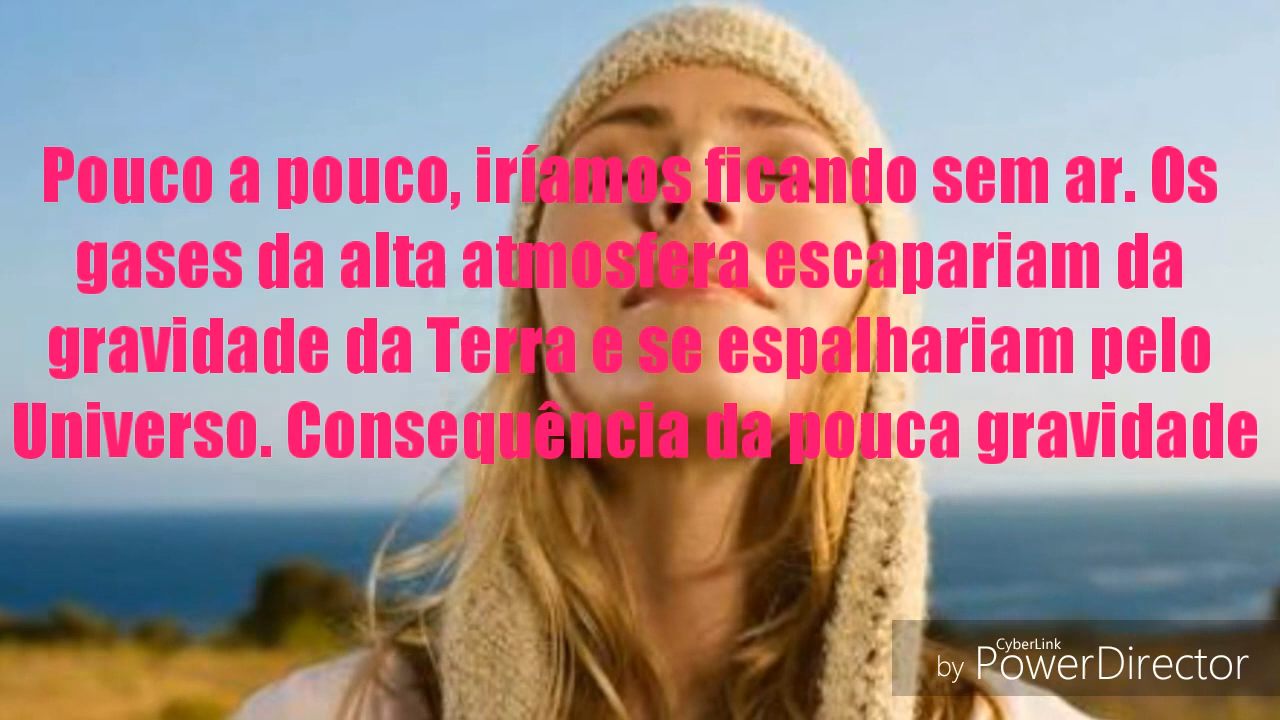 Pouco a pouco, iríamos ficando sem ar. Os
gases da alta atmosfera escapariam da
gravidade da Terra e se espalhariam pelo
Universo. Consequência da pouca gravidade
CyberLink
by PowerDirector